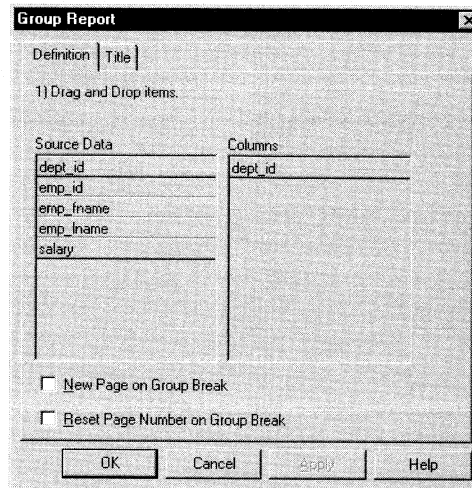 Group Report
Definition Title
1) Drag and Drop items.
Source Data Columns
dept_id dept_id
emp_id
emp_fname
emp_lname
salary
New Page on Group Break
Reset Page Number on Group Break
OK Cancel Apply Help